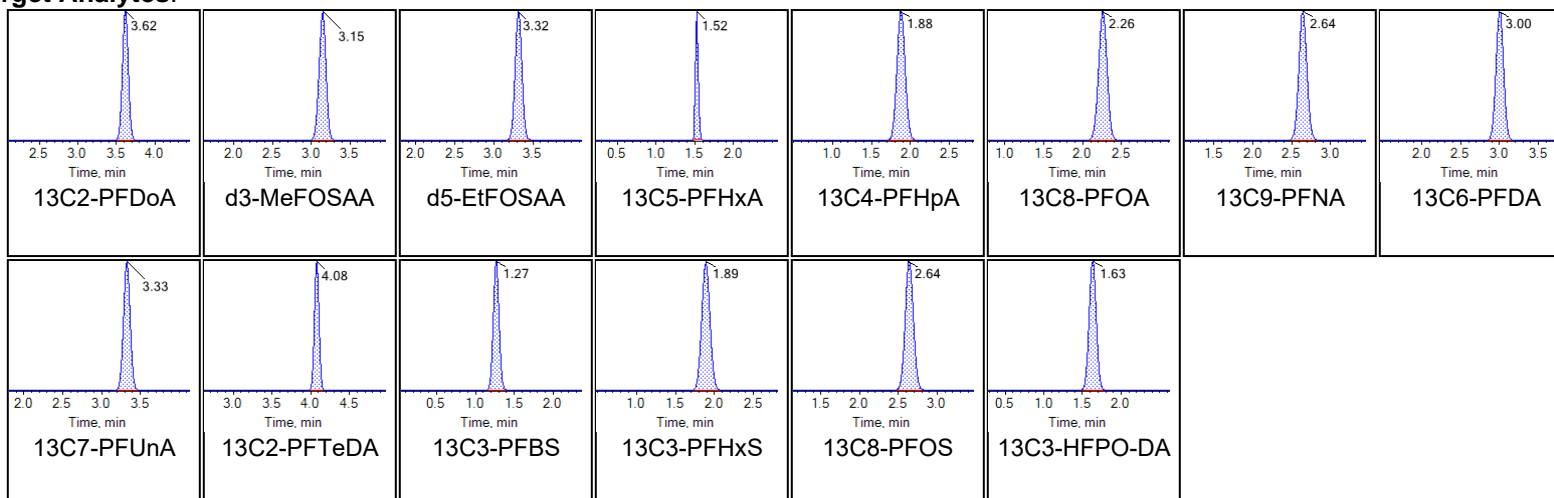 rget Analytes:
3.62
2.5 3.0 3.5 4.0
Time, min
13C2-PFDoA
3.15
2.0 2.5 3.0 3.5
Time, min
d3-MeFOSAA
3.32
2.0 2.5 3.0 3.5
Time, min
d5-EtFOSAA
1.52
0.5 1.0 1.5 2.0
Time, min
13C5-PFHxA
1.88
1.0 1.5 2.0 2.5
Time, min
13C4-PFHpA
2.26
1.0 1.5 2.0 2.5
Time, min
13C8-PFOA
2.64
1.5 2.0 2.5 3.0
Time, min
13C9-PFNA
3.00
2.0 2.5 3.0 3.5
Time, min
13C6-PFDA
3.33
2.0 2.5 3.0 3.5
Time, min
13C7-PFUnA
4.08
3.0 3.5 4.0 4.5
Time, min
13C2-PFTeDA
1.27
0.5 1.0 1.5 2.0
Time, min
13C3-PFBS
1.89
1.0 1.5 2.0 2.5
Time, min
13C3-PFHxS
2.64
1.5 2.0 2.5 3.0
Time, min
13C8-PFOS
1.63
0.5 1.0 1.5 2.0
Time, min
13C3-HFPO-DA